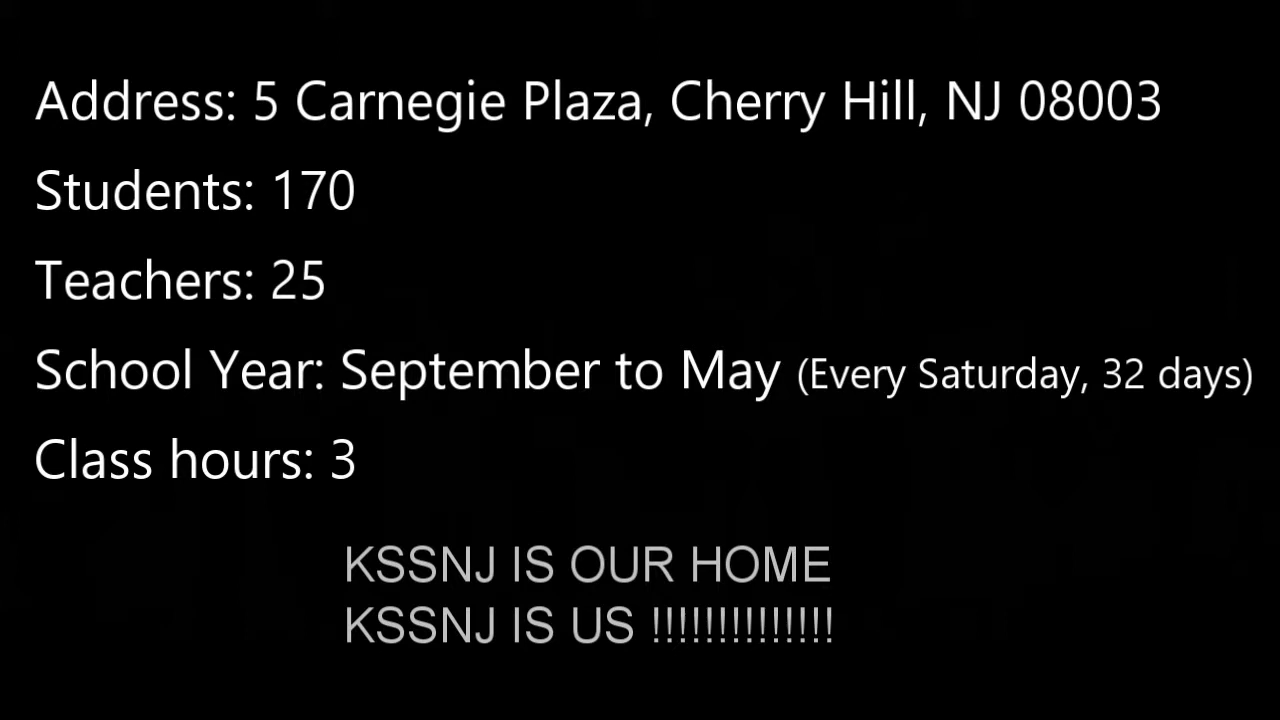 Address: 5 Carnegie Plaza, Cherry Hill, NJ 08003
Students: 170
Teachers: 25
School Year: September to May (Every Saturday, 32 days)
Class hours: 3
KSSNJ IS OUR HOME
KSSNJ IS US !!!!!!!!!!!!!!